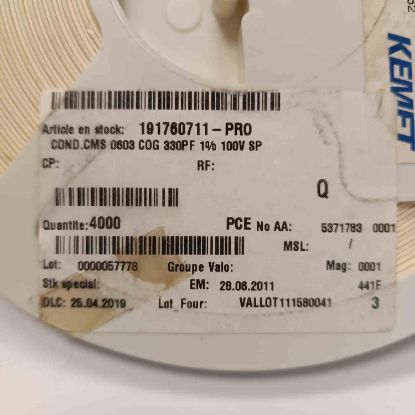 KEMET
Article en stock: 191760711-PRO
COND.CMS 0603 COG 330PF 1% 100V SP
CP: RF:
Q
Quantite: 4000 PCE No AA: 5371783 0001
MSL: /
Lot: 0000057778 Groupe Valo: Mag: 0001
Stk special: EM: 28.06.2011 441F
DLC: 25.04.2019 Lot_Four: VALLOT111580041 3